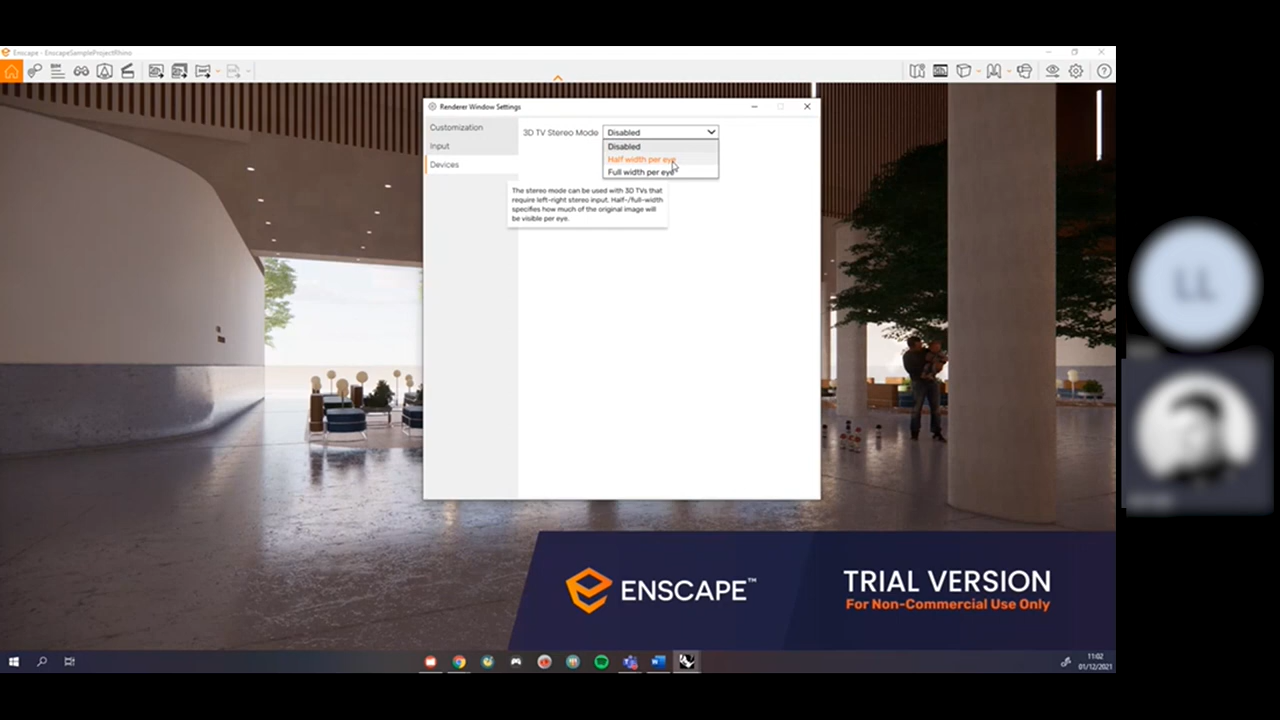 Enscape - EnscapeSampleProjectRhino
Renderer Window Settings
Customization
Input
Devices
3D TV Stereo Mode
Disabled
Disabled
Half width per eye
Full width per eye
The stereo mode can be used with 3D TVs that
require left-right stereo input. Half-/full-width
specifies how much of the original image will
be visible per eye.
ENSCAPE™
TRIAL VERSION
For Non-Commercial Use Only
11:02
01/12/2021
LL